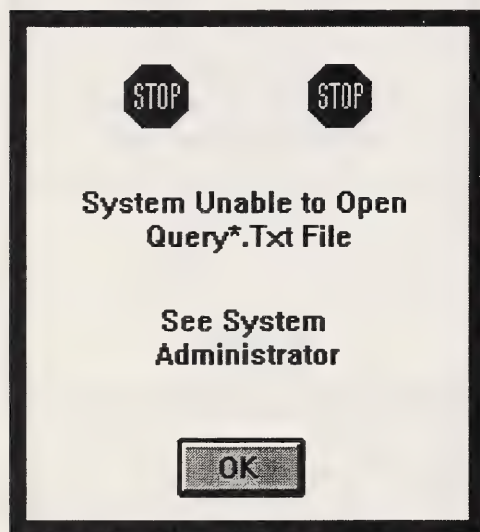 STOP STOP
System Unable to Open
Query*.Txt File
See System
Administrator
OK